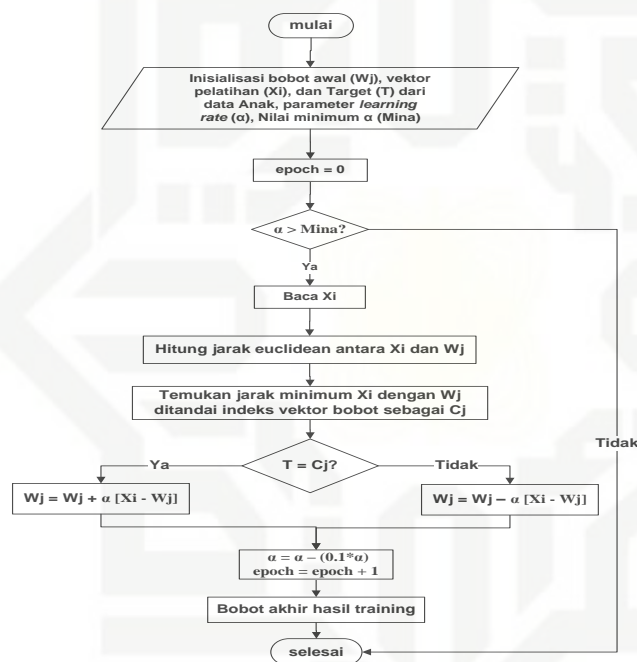 mulai
Inisialisasi bobot awal (Wj), vektor
pelatihan (Xi), dan Target (T) dari
data Anak, parameter learning
rate (α), Nilai minimum α (Mina)
epoch = 0
α > Mina?
Ya
Baca Xi
Hitung jarak euclidean antara Xi dan Wj
Temukan jarak minimum Xi dengan Wj
ditandai indeks vektor bobot sebagai Cj
Tidak
T = Cj?
Ya
Tidak
Wj = Wj + α [Xi - Wj]
Wj = Wj – α [Xi - Wj]
α = α – (0.1*α)
epoch = epoch + 1
Bobot akhir hasil training
selesai